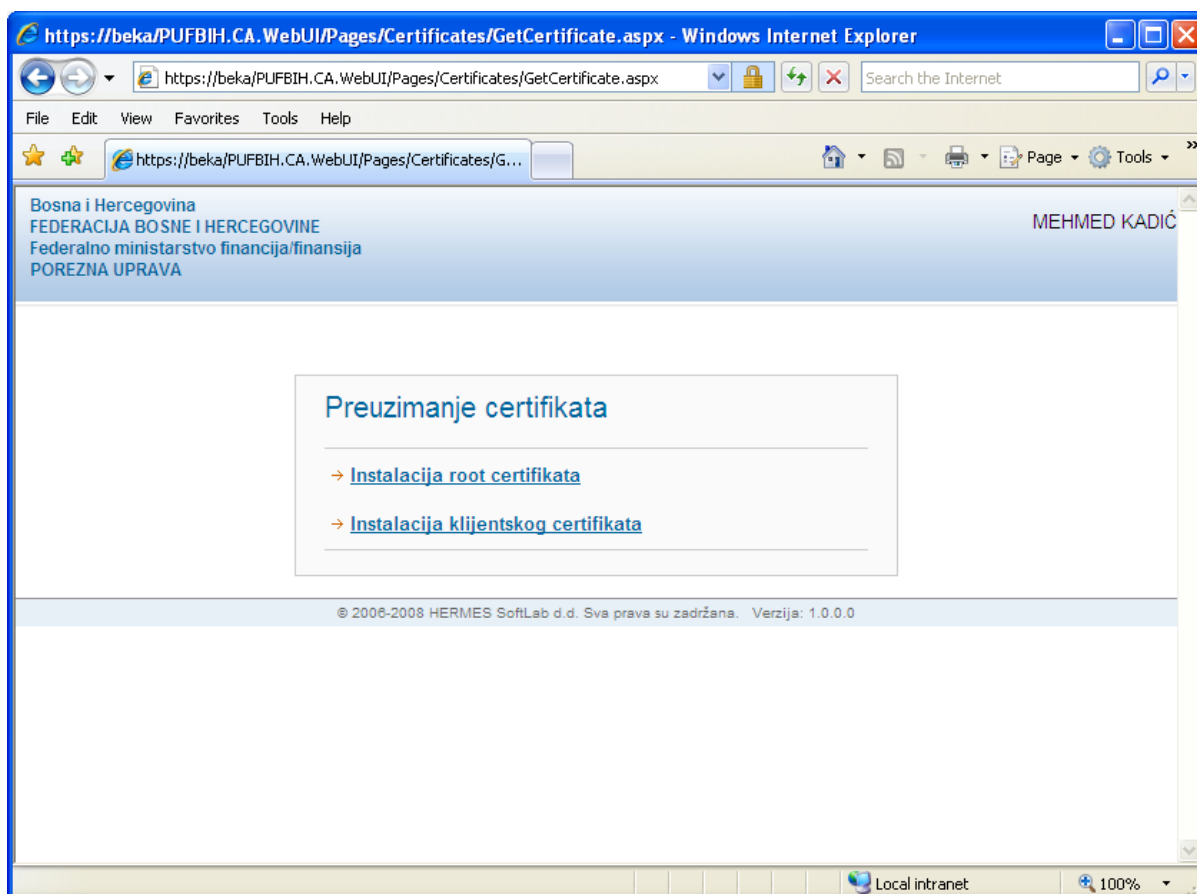 https://beka/PUFBIH.CA.WebUI/Pages/Certificates/GetCertificate.aspx - Windows Internet Explorer
https://beka/PUFBIH.CA.WebUI/Pages/Certificates/GetCertificate.aspx Search the Internet
File Edit View Favorites Tools Help
https://beka/PUFBIH.CA.WebUI/Pages/Certificates/G... Page Tools »
Bosna i Hercegovina
FEDERACIJA BOSNE I HERCEGOVINE
Federalno ministarstvo financija/finansija
POREZNA UPRAVA
MEHMED KADIĆ
Preuzimanje certifikata
Instalacija root certifikata
Instalacija klijentskog certifikata
© 2006-2008 HERMES SoftLab d.d. Sva prava su zadržana. Verzija: 1.0.0.0
Local intranet 100%